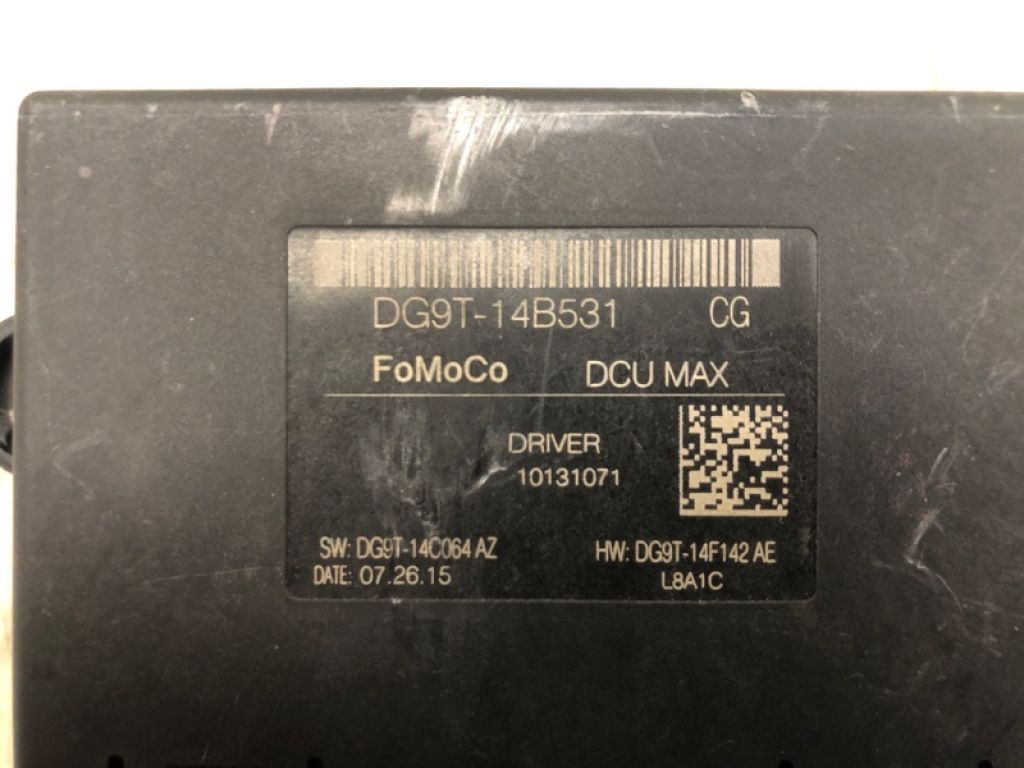 DG9T-14B531 CG
FoMoCo DCU MAX
DRIVER
10131071
SW: DG9T-14C064 AZ HW: DG9T-14F142 AE
DATE: 07.26.15 L8A1C